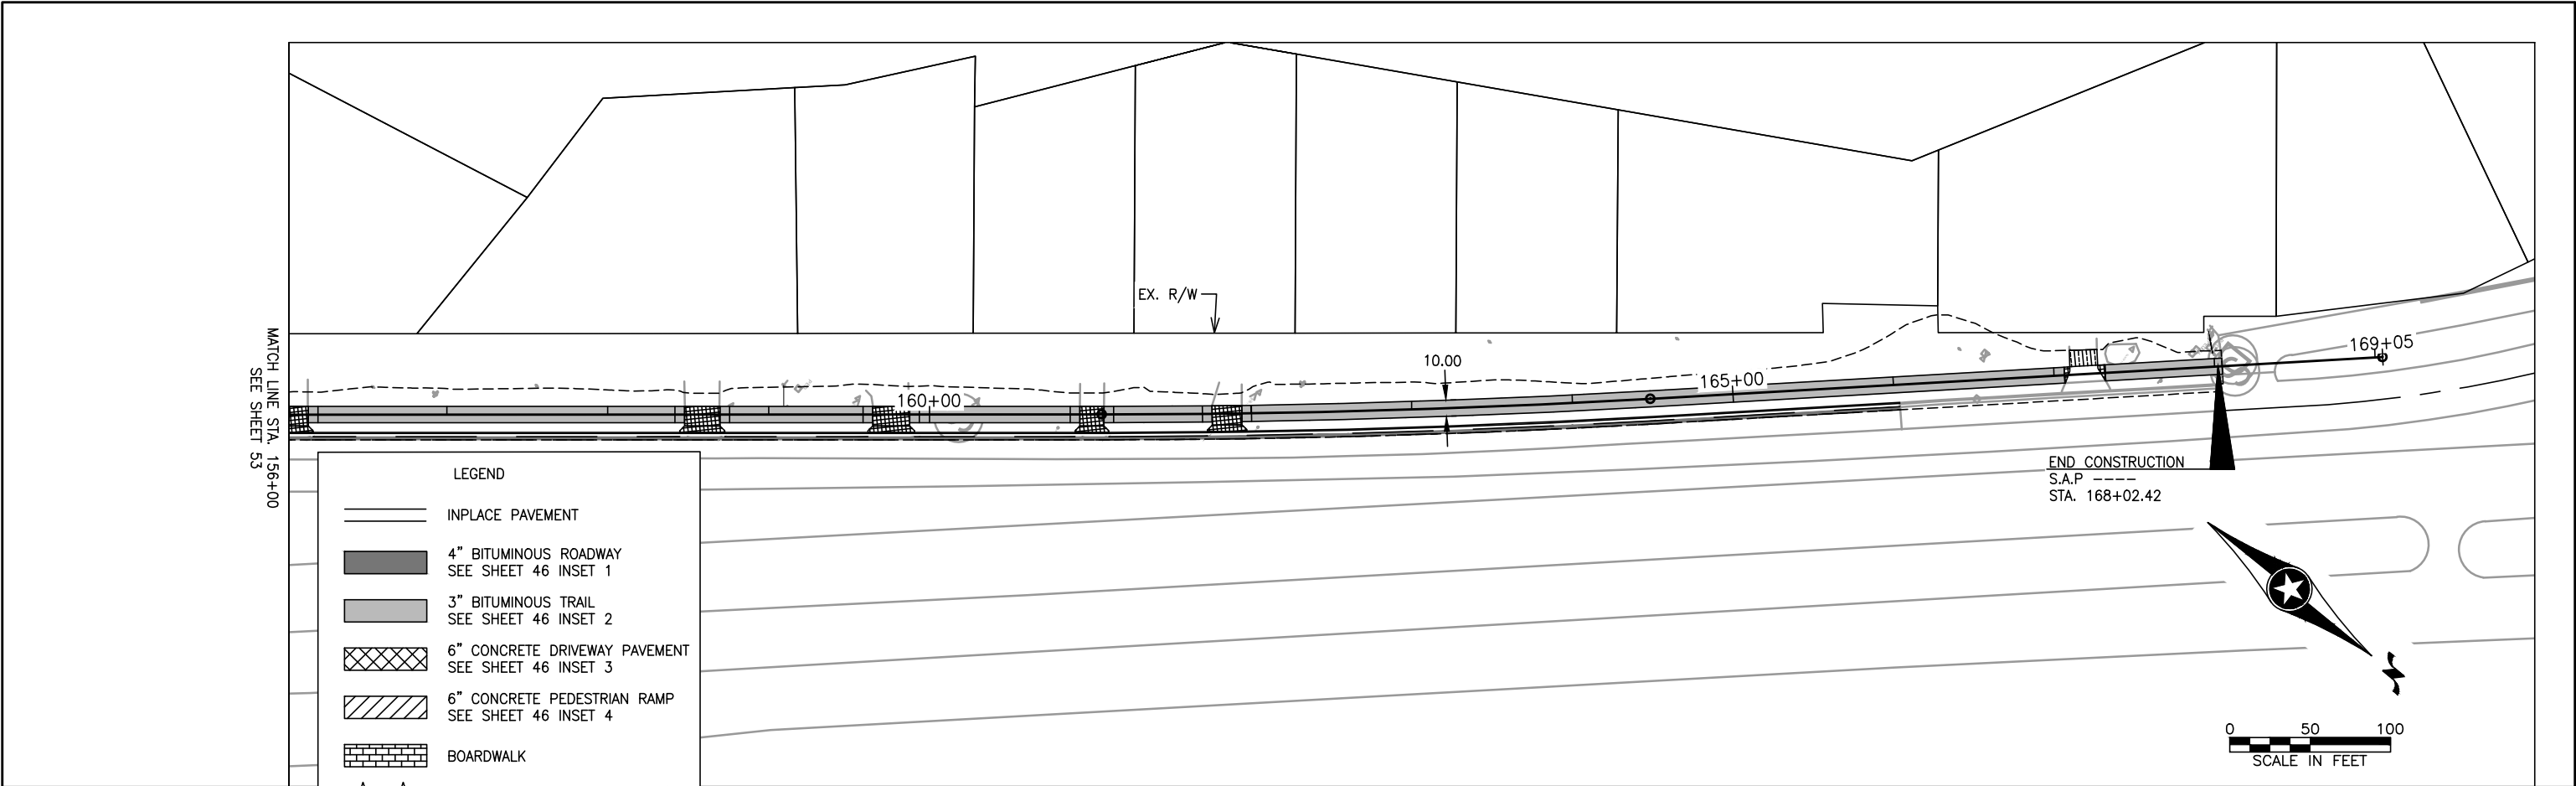 MATCH LINE STA. 156+00
SEE SHEET 53
EX. R/W
160+00
10.00
165+00
169+05
END CONSTRUCTION
S.A.P ----
STA. 168+02.42
LEGEND
INPLACE PAVEMENT
4" BITUMINOUS ROADWAY
SEE SHEET 46 INSET 1
3" BITUMINOUS TRAIL
SEE SHEET 46 INSET 2
6" CONCRETE DRIVEWAY PAVEMENT
SEE SHEET 46 INSET 3
6" CONCRETE PEDESTRIAN RAMP
SEE SHEET 46 INSET 4
BOARDWALK
N
0 50 100
SCALE IN FEET